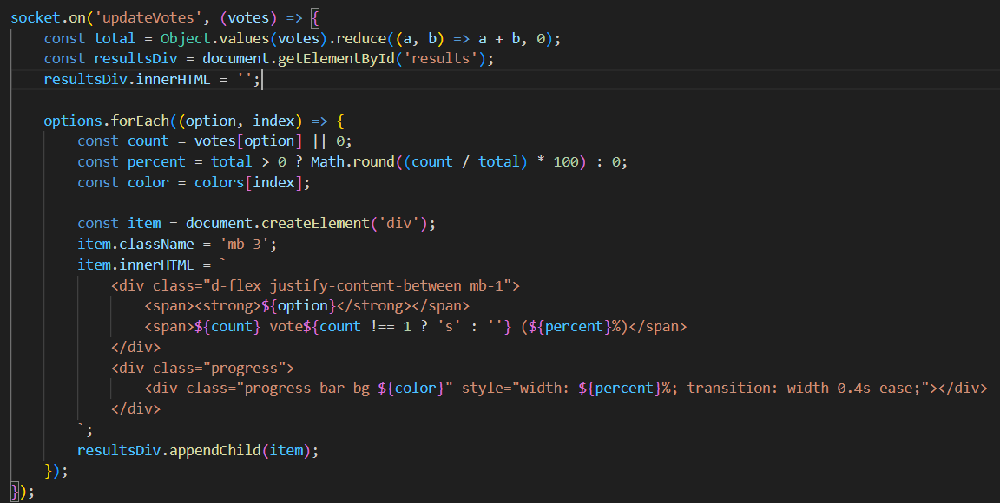 socket.on('updateVotes', (votes) => {
    const total = Object.values(votes).reduce((a, b) => a + b, 0);
    const resultsDiv = document.getElementById('results');
    resultsDiv.innerHTML = '';

    options.forEach((option, index) => {
        const count = votes[option] || 0;
        const percent = total > 0 ? Math.round((count / total) * 100) : 0;
        const color = colors[index];

        const item = document.createElement('div');
        item.className = 'mb-3';
        item.innerHTML = `
            <div class="d-flex justify-content-between mb-1">
                <span><strong>${option}</strong></span>
                <span>${count} vote${count !== 1 ? 's' : ''} (${percent}%)</span>
            </div>
            <div class="progress">
                <div class="progress-bar bg-${color}" style="width: ${percent}%; transition: width 0.4s ease;"></div>
            </div>
        `;
        resultsDiv.appendChild(item);
    });
});